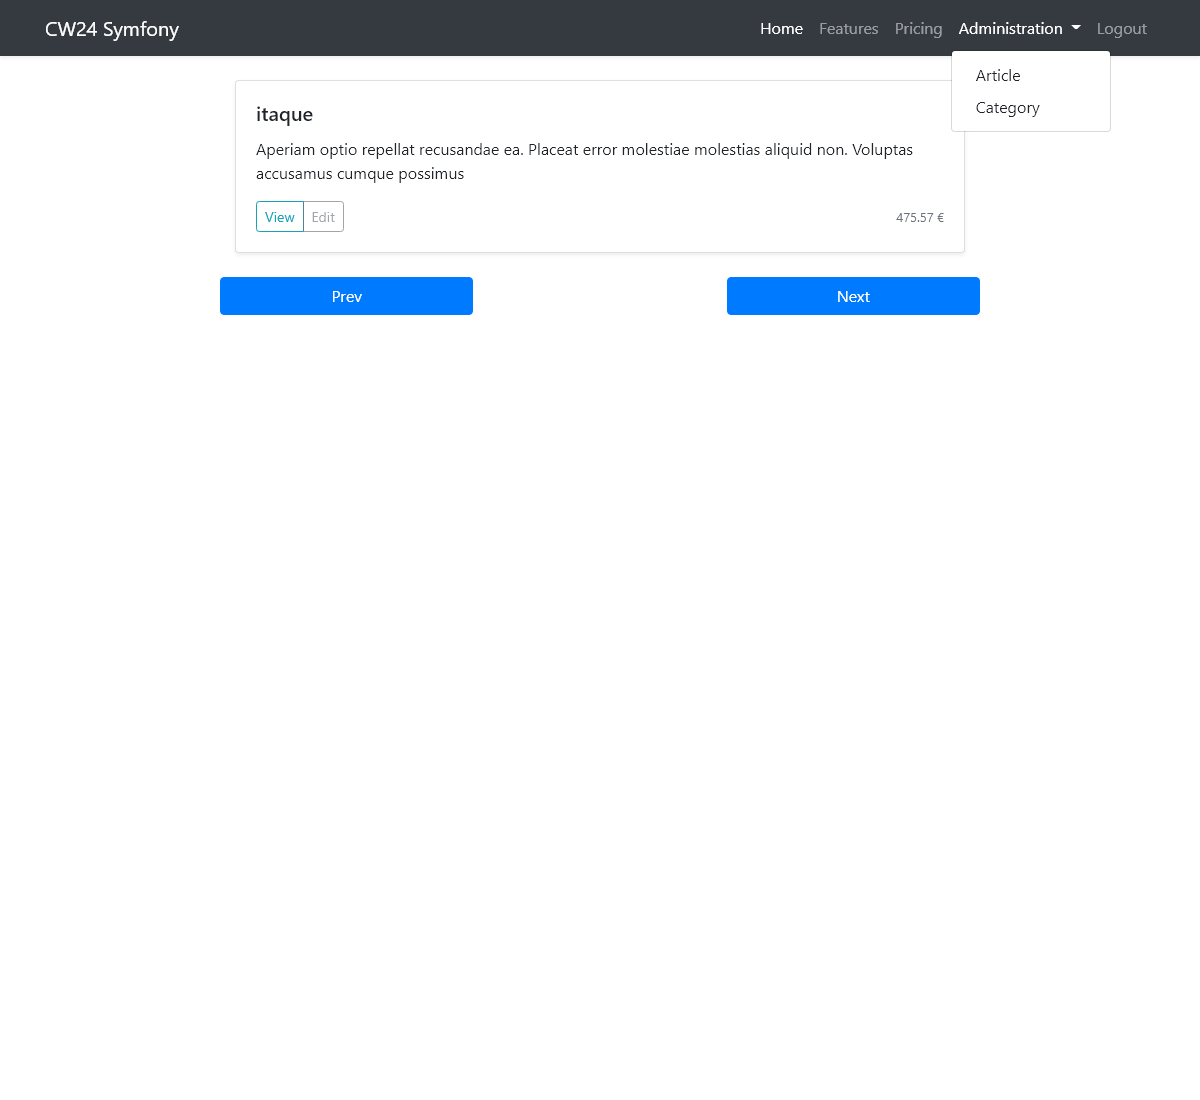 CW24 Symfony
Home Features Pricing Administration Logout
Article
Category
itaque
Aperiam optio repellat recusandae ea. Placeat error molestiae molestias aliquid non. Voluptas
accusamus cumque possimus
View Edit 475.57 €
Prev Next